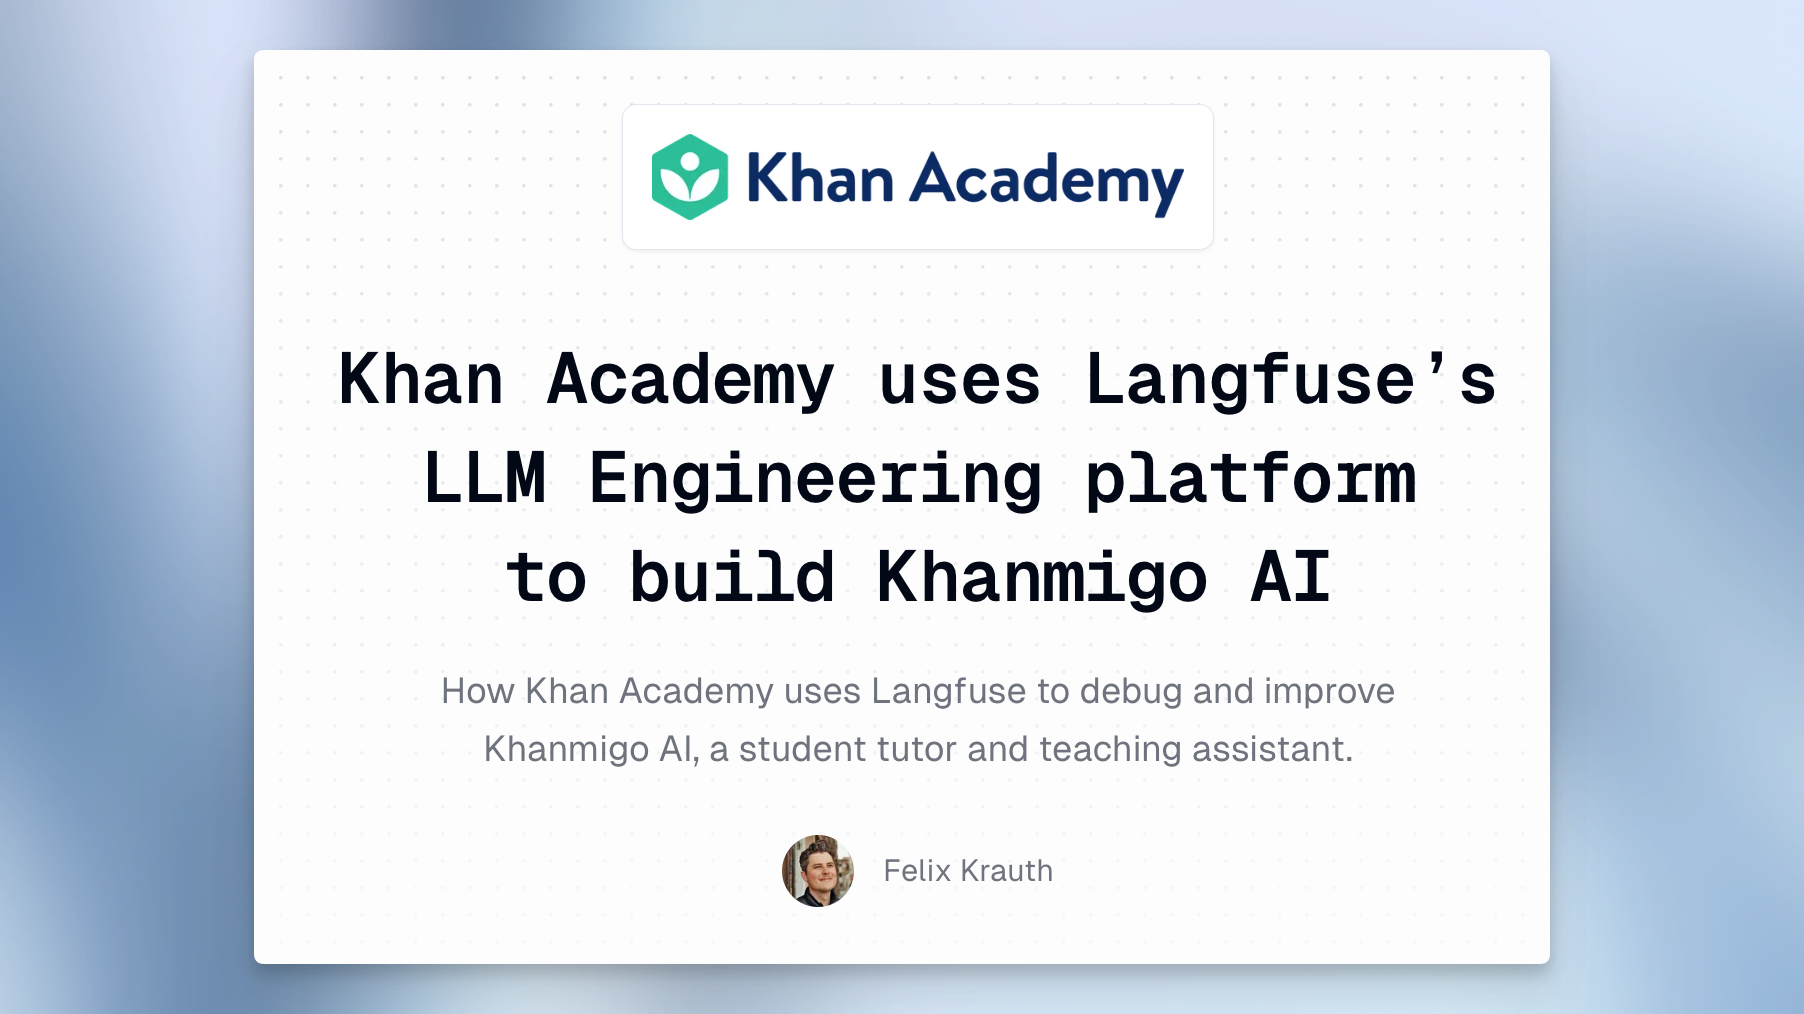 Khan Academy
Khan Academy uses Langfuse’s
LLM Engineering platform
to build Khanmigo AI
How Khan Academy uses Langfuse to debug and improve
Khanmigo AI, a student tutor and teaching assistant.
Felix Krauth